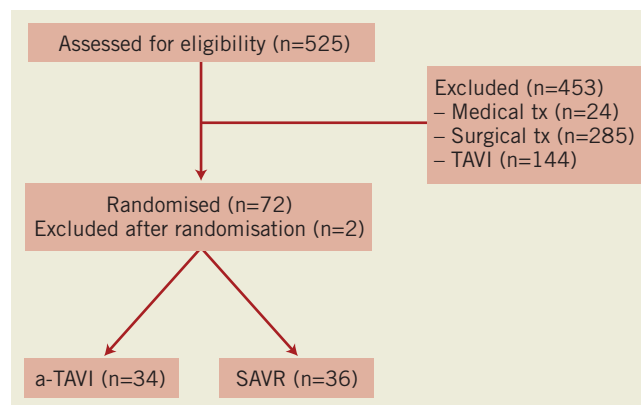 Assessed for eligibility (n=525)
Excluded (n=453)
– Medical tx (n=24)
– Surgical tx (n=285)
– TAVI (n=144)
Randomised (n=72)
Excluded after randomisation (n=2)
a-TAVI (n=34)
SAVR (n=36)